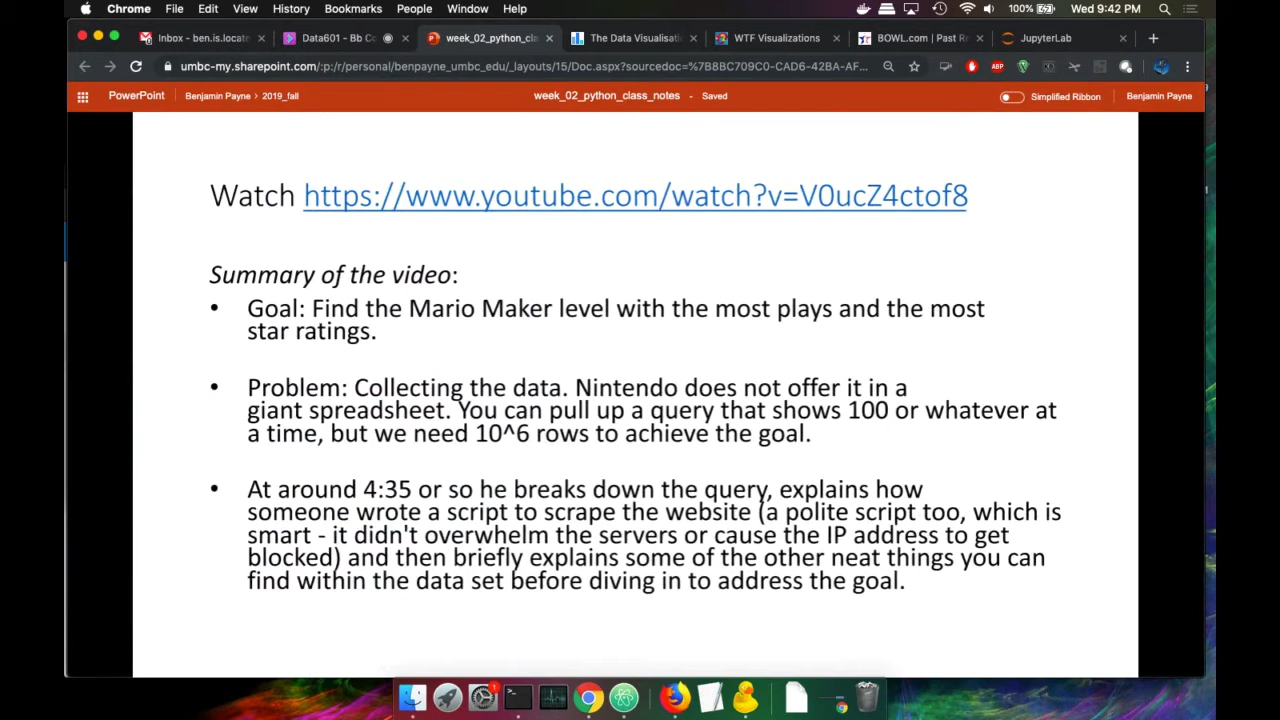 Chrome File Edit View History Bookmarks People Window Help 100% Wed 9:42 PM
Inbox - ben.is.locate Data601 - Bb Co week_02_python_cla The Data Visualisati WTF Visualizations BOWL.com | Past Re JupyterLab
umbc-my.sharepoint.com/:p:/r/personal/benpayne_umbc_edu/_layouts/15/Doc.aspx?sourcedoc=%7B8BC709C0-CAD6-42BA-AF... ABP
PowerPoint Benjamin Payne > 2019_fall week_02_python_class_notes - Saved Simplified Ribbon Benjamin Payne
Watch https://www.youtube.com/watch?v=V0ucZ4ctof8
Summary of the video:
• Goal: Find the Mario Maker level with the most plays and the most
star ratings.
• Problem: Collecting the data. Nintendo does not offer it in a
giant spreadsheet. You can pull up a query that shows 100 or whatever at
a time, but we need 10^6 rows to achieve the goal.
• At around 4:35 or so he breaks down the query, explains how
someone wrote a script to scrape the website (a polite script too, which is
smart - it didn't overwhelm the servers or cause the IP address to get
blocked) and then briefly explains some of the other neat things you can
find within the data set before diving in to address the goal.
1